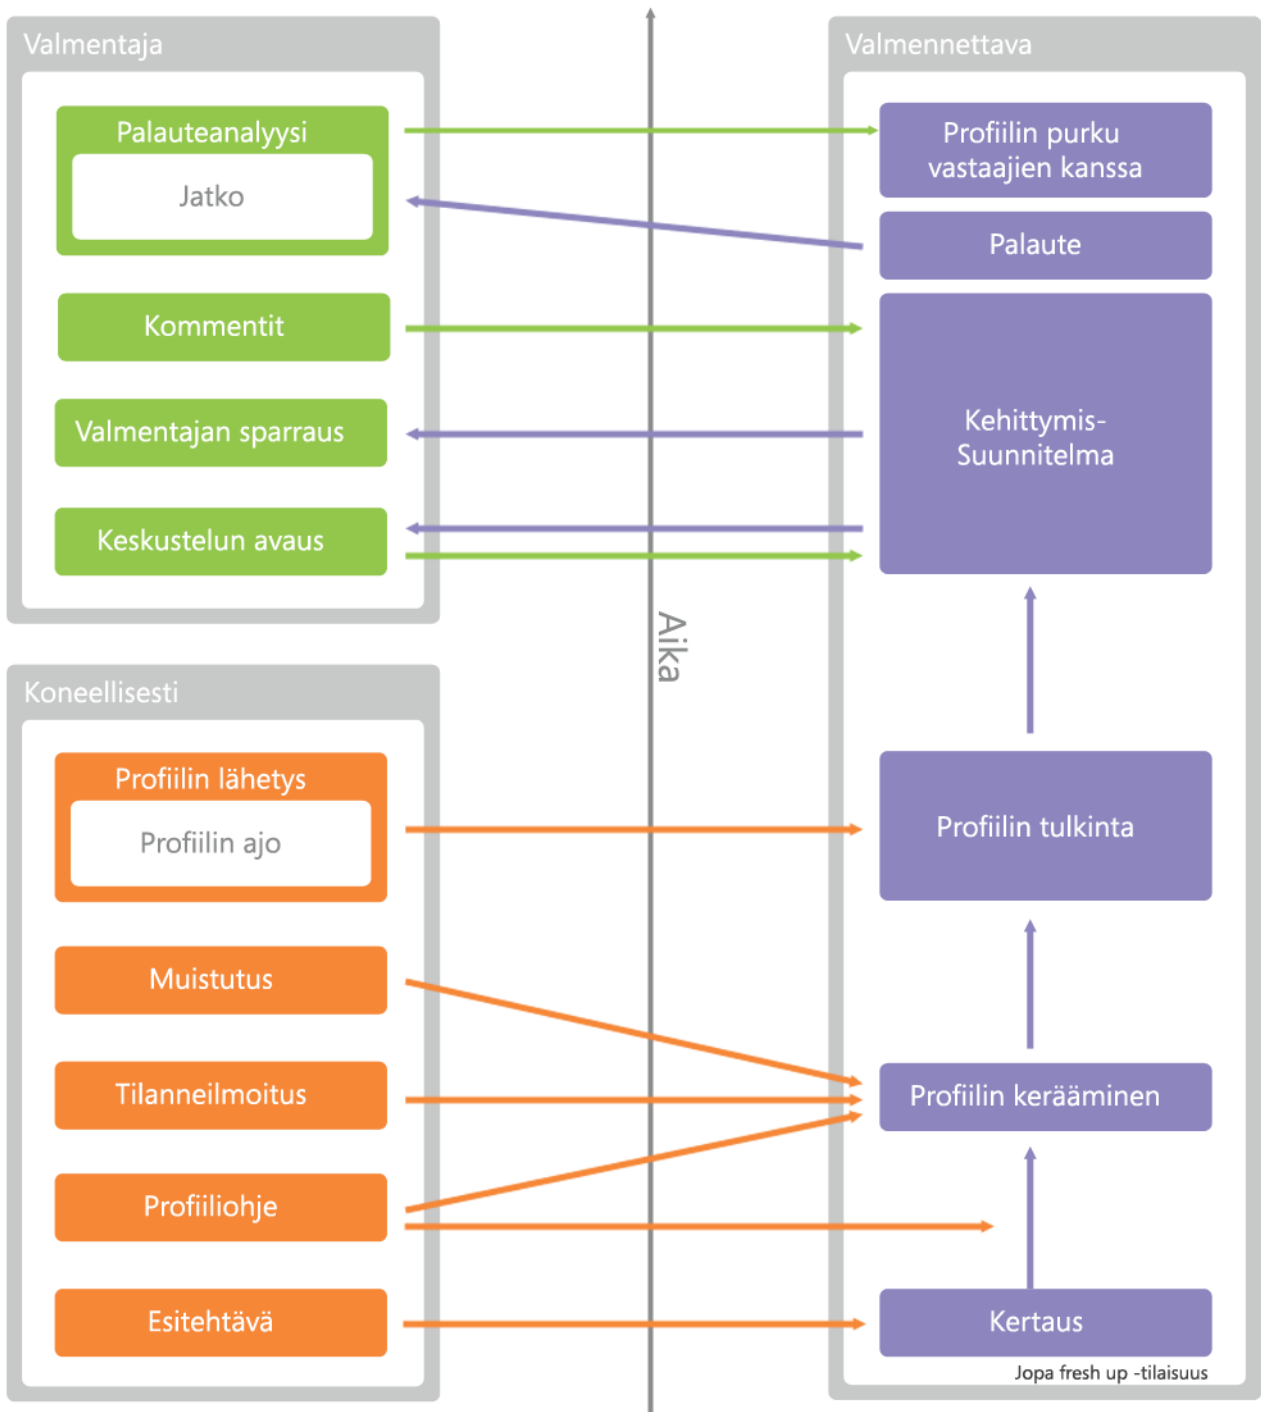 Valmentaja
Palauteanalyysi
Jatko
Kommentit
Valmentajan sparraus
Keskustelun avaus
Koneellisesti
Profiilin lähetys
Profiilin ajo
Muistutus
Tilanneilmoitus
Profiiliohje
Esitehtävä
Aika
Valmennettava
Profiilin purku
vastaajien kanssa
Palaute
Kehittymis-
Suunnitelma
Profiilin tulkinta
Profiilin kerääminen
Kertaus
Jopa fresh up -tilaisuus